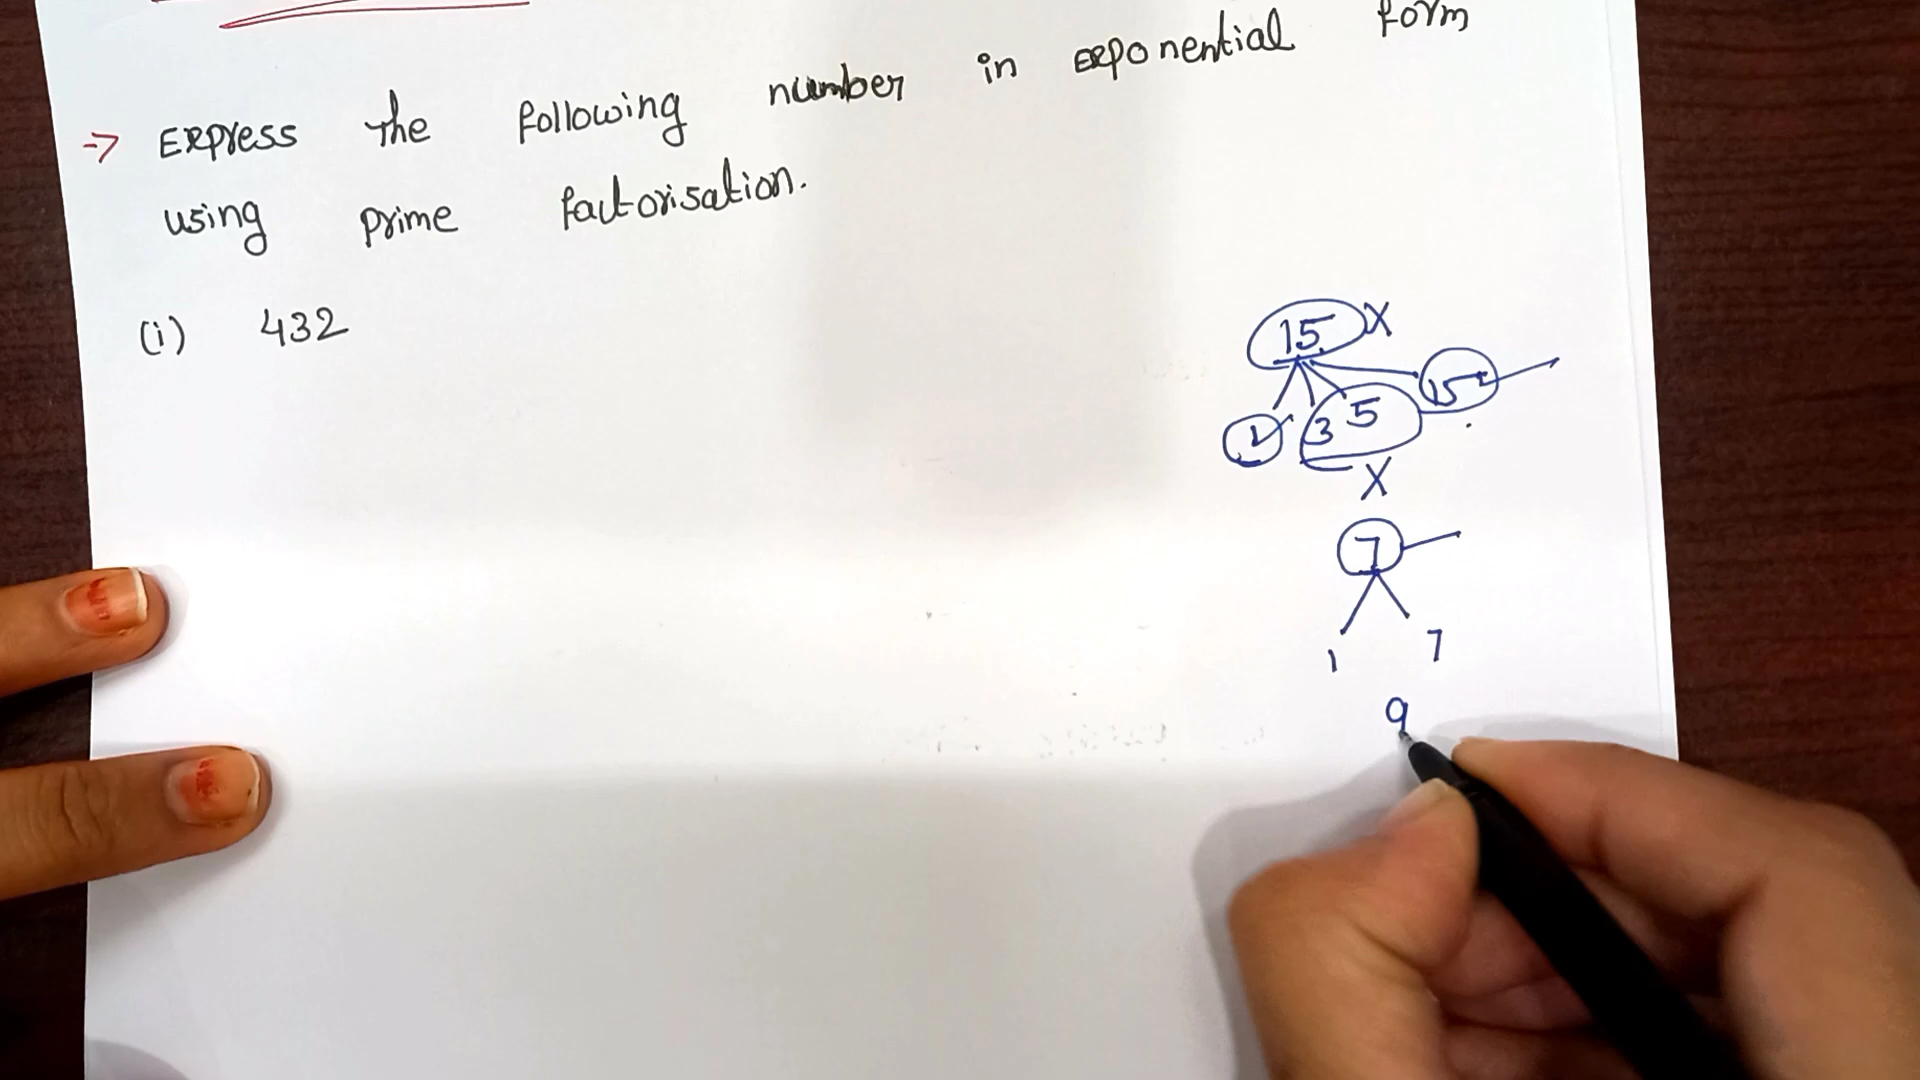 -> Express the following number in exponential form
using prime factorisation.
(i) 432
15 X
1 3 5 15
X
7
1 7
9